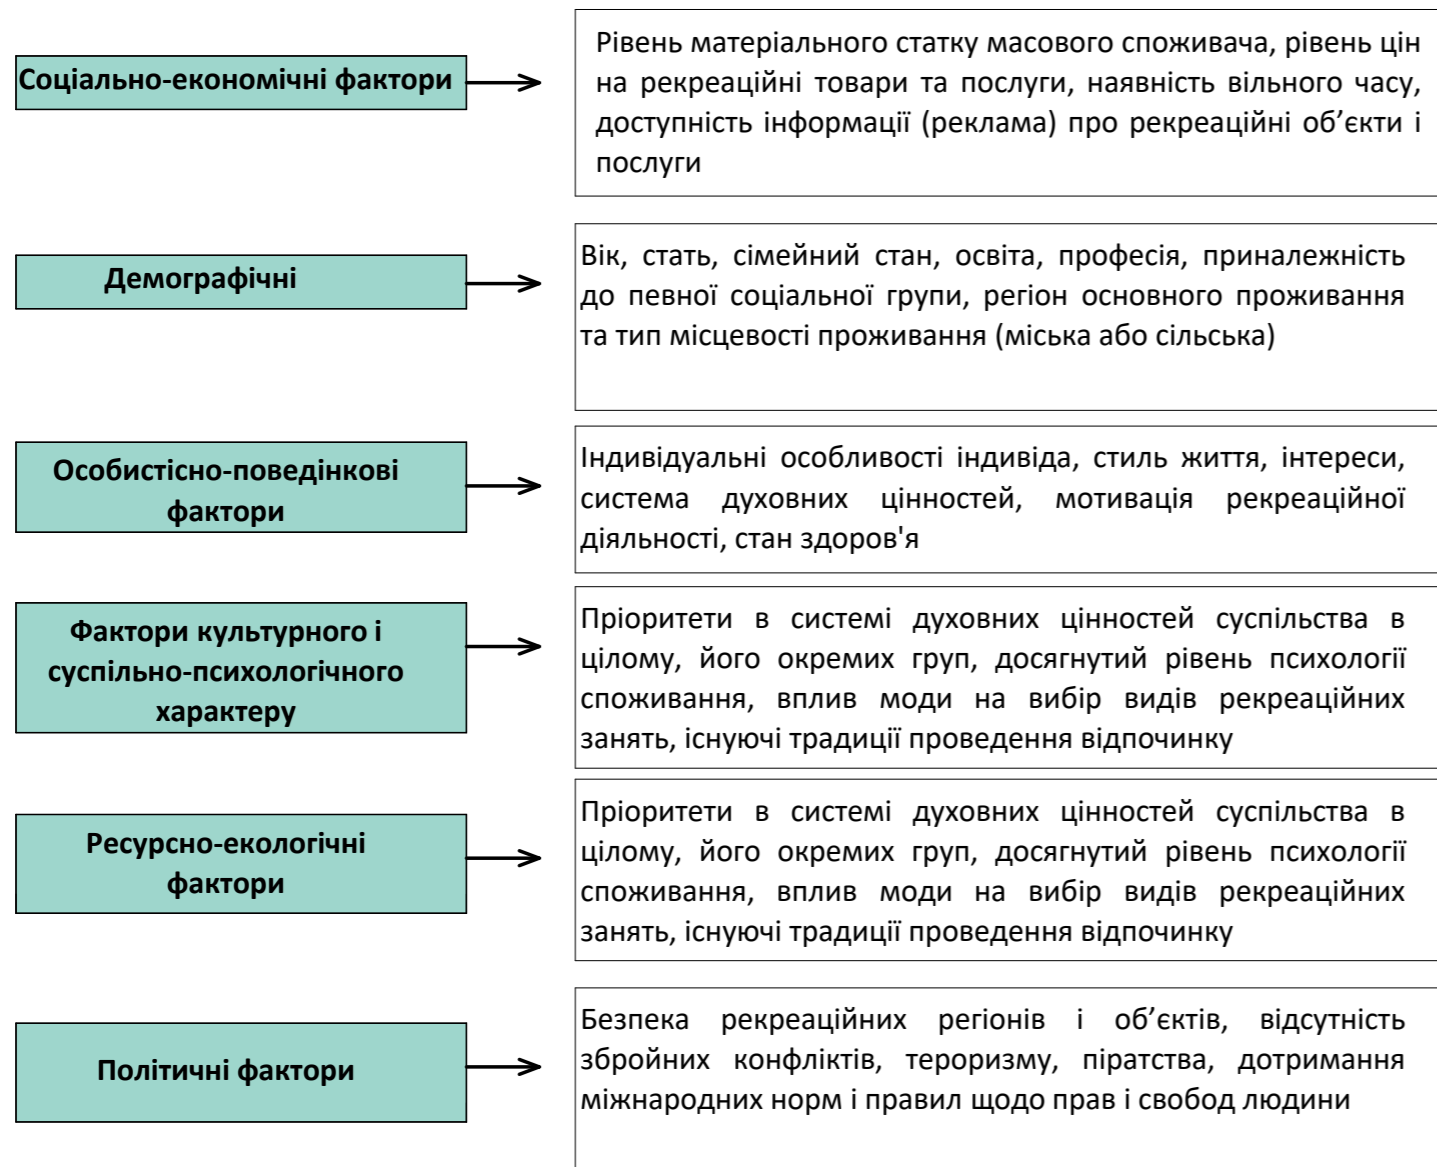 Соціально-економічні фактори
Рівень матеріального статку масового споживача, рівень цін
на рекреаційні товари та послуги, наявність вільного часу,
доступність інформації (реклама) про рекреаційні об’єкти і
послуги
Демографічні
Вік, стать, сімейний стан, освіта, професія, приналежність
до певної соціальної групи, регіон основного проживання
та тип місцевості проживання (міська або сільська)
Особистісно-поведінкові
фактори
Індивідуальні особливості індивіда, стиль життя, інтереси,
система духовних цінностей, мотивація рекреаційної
діяльності, стан здоров'я
Фактори культурного і
суспільно-психологічного
характеру
Пріоритети в системі духовних цінностей суспільства в
цілому, його окремих груп, досягнутий рівень психології
споживання, вплив моди на вибір видів рекреаційних
занять, існуючі традиції проведення відпочинку
Ресурсно-екологічні
фактори
Пріоритети в системі духовних цінностей суспільства в
цілому, його окремих груп, досягнутий рівень психології
споживання, вплив моди на вибір видів рекреаційних
занять, існуючі традиції проведення відпочинку
Політичні фактори
Безпека рекреаційних регіонів і об’єктів, відсутність
збройних конфліктів, тероризму, піратства, дотримання
міжнародних норм і правил щодо прав і свобод людини